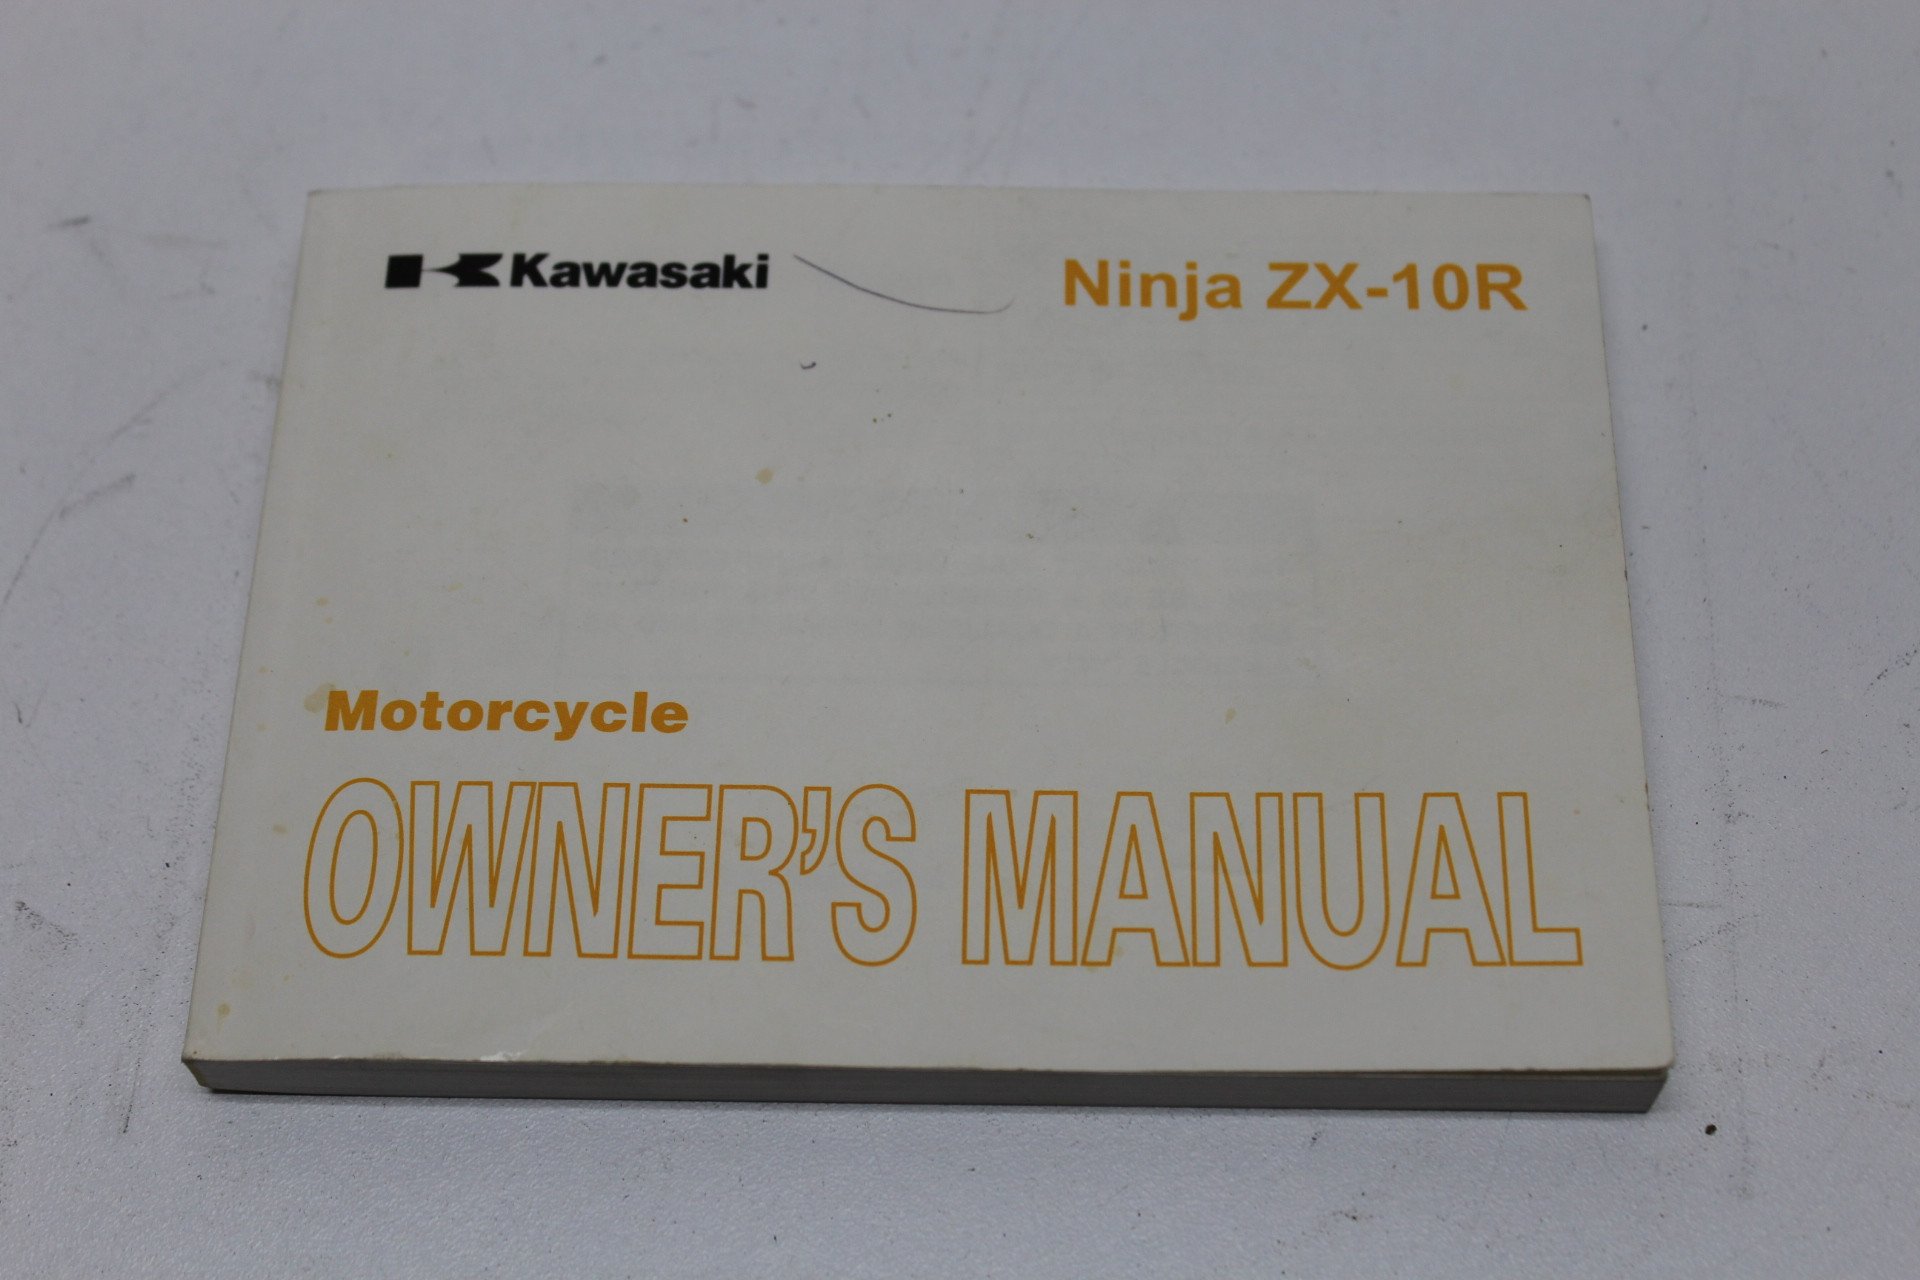 Kawasaki Ninja ZX-10R
Motorcycle
OWNER'S MANUAL